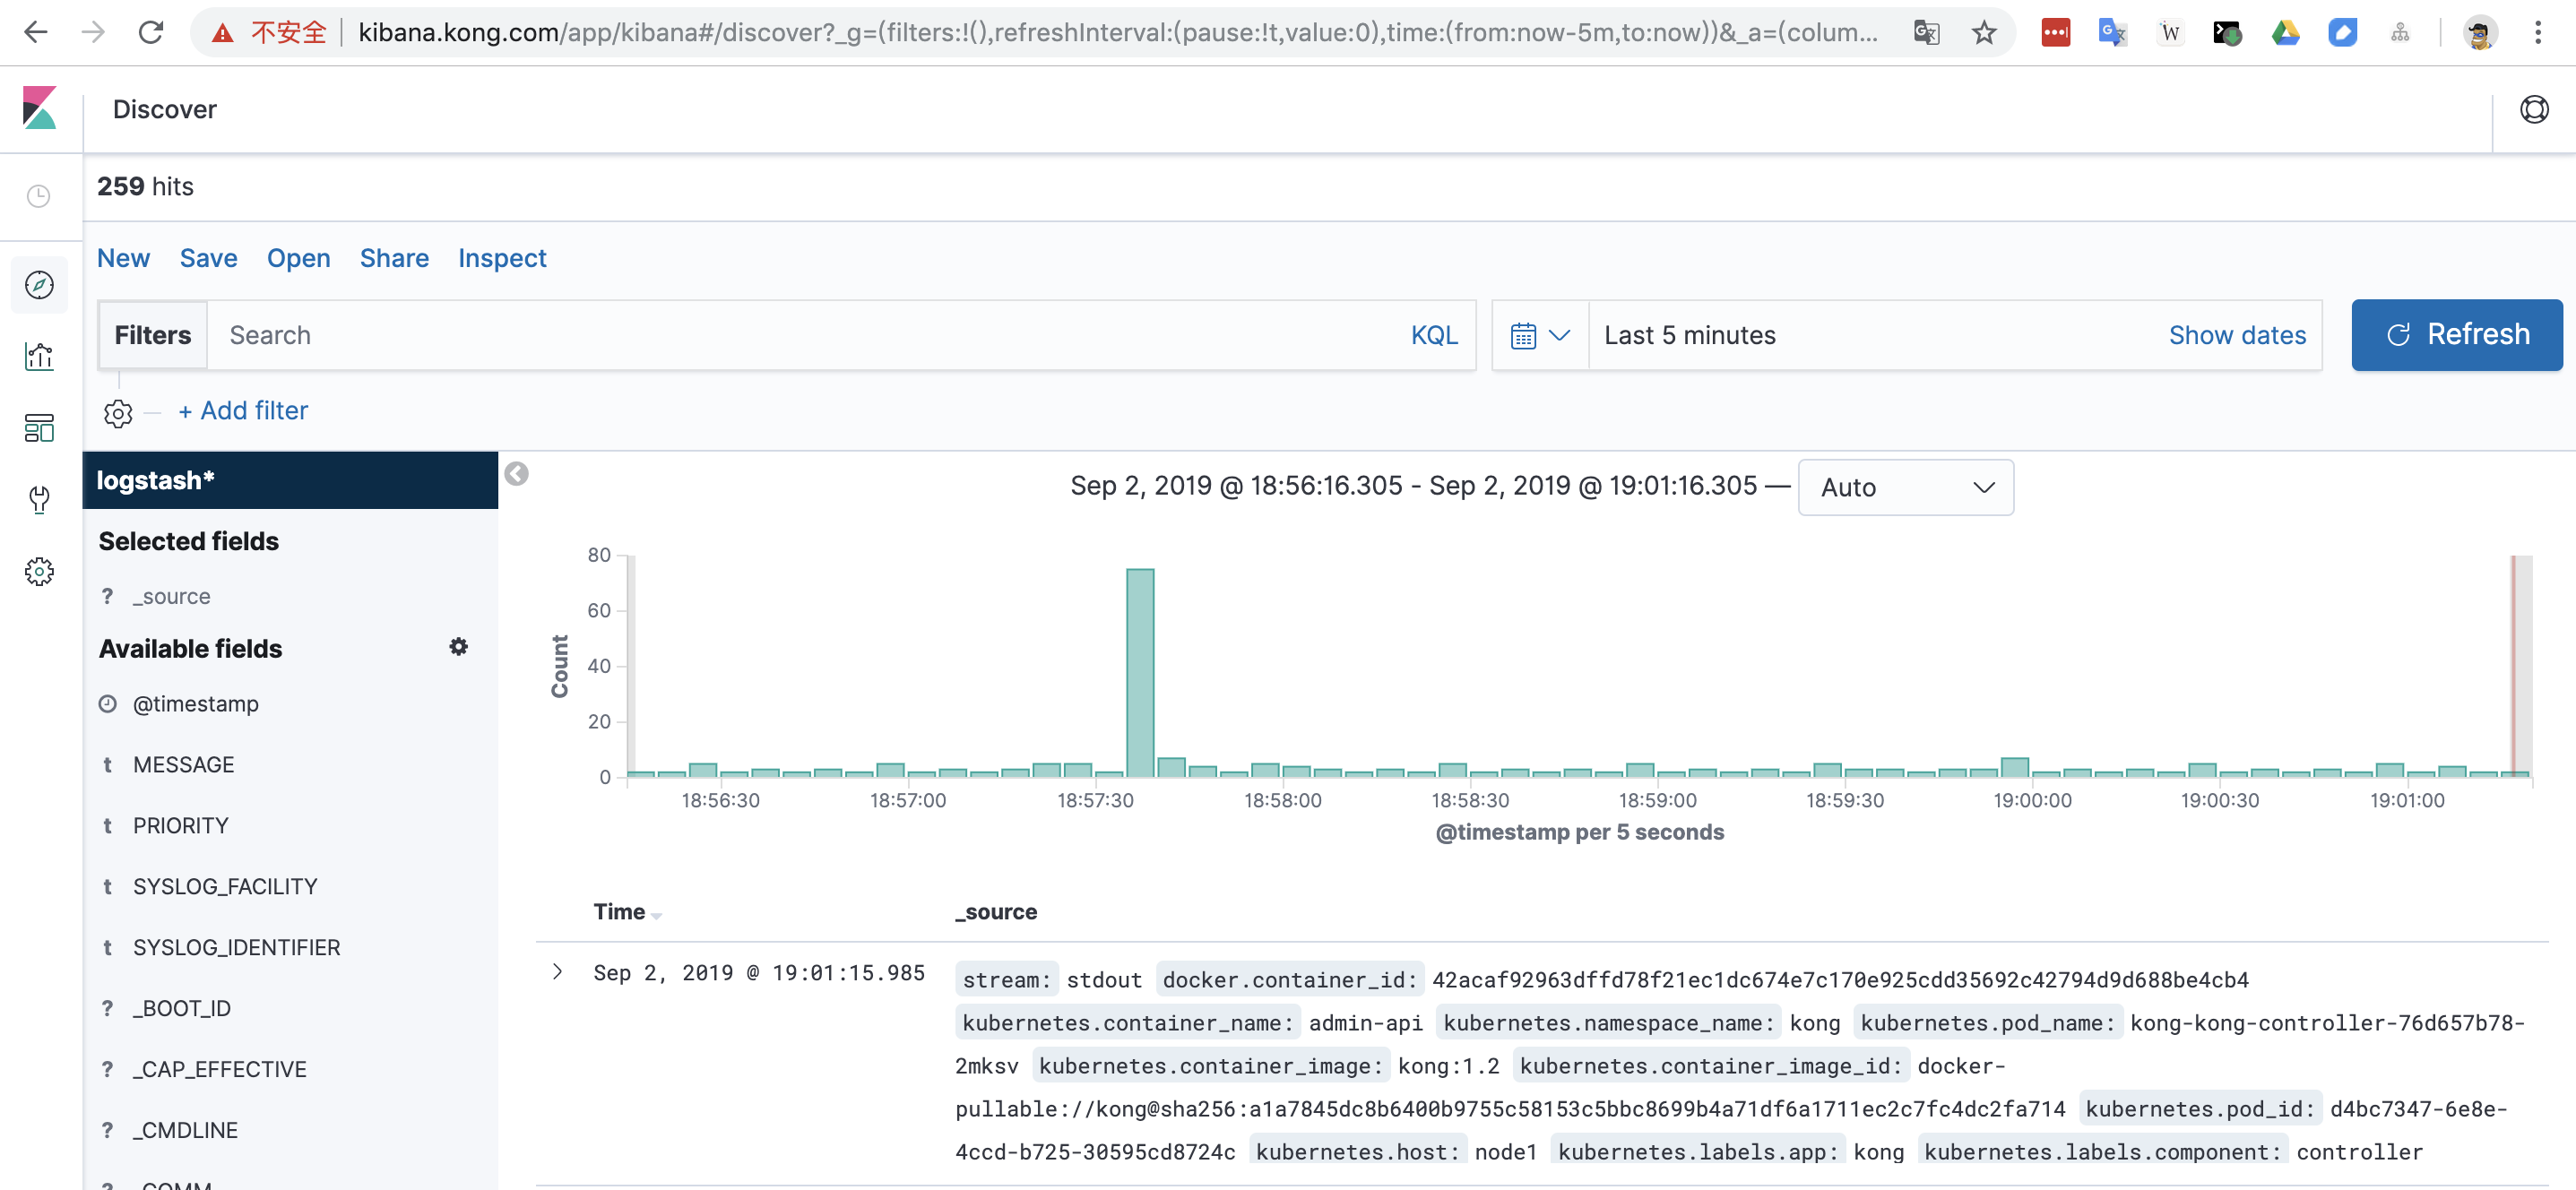 不安全 kibana.kong.com/app/kibana#/discover?_g=(filters:!(),refreshInterval:(pause:!t,value:0),time:(from:now-5m,to:now))&_a=(colum...
Discover
259 hits
New Save Open Share Inspect
Filters Search KQL Last 5 minutes Show dates Refresh
+ Add filter
logstash*
Selected fields
? _source
Available fields
@timestamp
t MESSAGE
t PRIORITY
t SYSLOG_FACILITY
t SYSLOG_IDENTIFIER
? _BOOT_ID
? _CAP_EFFECTIVE
? _CMDLINE
? _COMM
Sep 2, 2019 @ 18:56:16.305 - Sep 2, 2019 @ 19:01:16.305 — Auto
Count
80
60
40
20
0
18:56:30 18:57:00 18:57:30 18:58:00 18:58:30 18:59:00 18:59:30 19:00:00 19:00:30 19:01:00
@timestamp per 5 seconds
Time _source
Sep 2, 2019 @ 19:01:15.985 stream: stdout docker.container_id: 42acaf92963dffd78f21ec1dc674e7c170e925cdd35692c42794d9d688be4cb4
kubernetes.container_name: admin-api kubernetes.namespace_name: kong kubernetes.pod_name: kong-kong-controller-76d657b78-
2mksv kubernetes.container_image: kong:1.2 kubernetes.container_image_id: docker-
pullable://kong@sha256:a1a7845dc8b6400b9755c58153c5bbc8699b4a71df6a1711ec2c7fc4dc2fa714 kubernetes.pod_id: d4bc7347-6e8e-
4ccd-b725-30595cd8724c kubernetes.host: node1 kubernetes.labels.app: kong kubernetes.labels.component: controller